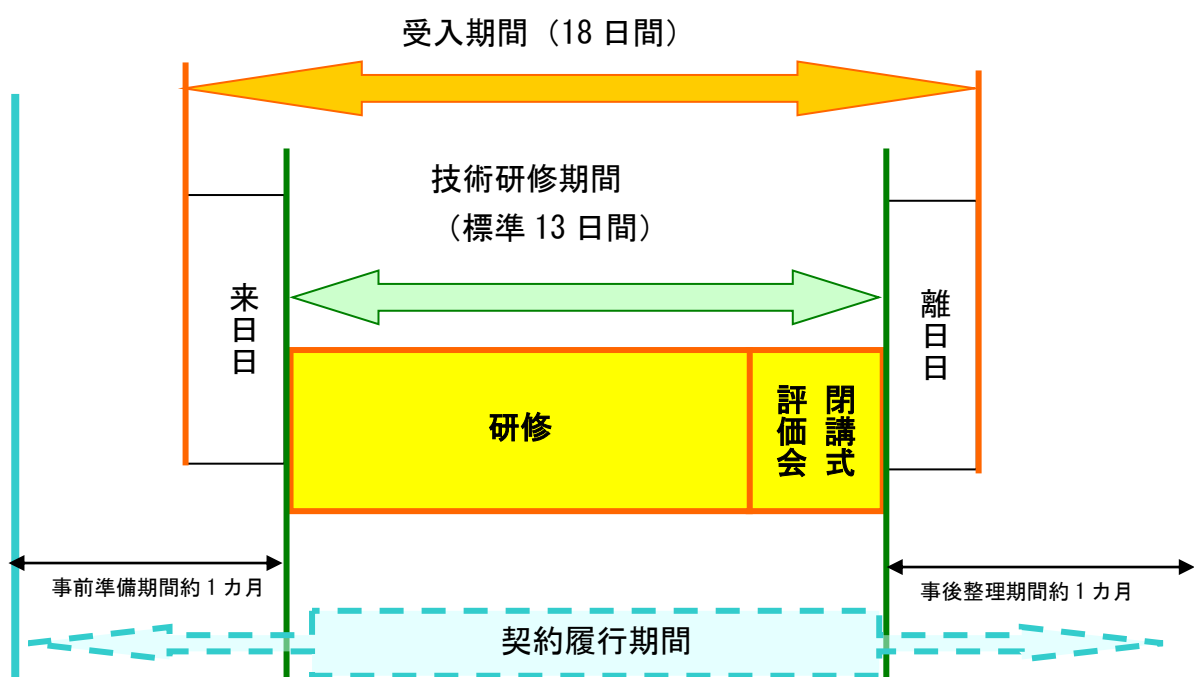 受入期間（18 日間）
技術研修期間
（標準 13 日間）
来日日
離日日
研修
閉講式
評価会
事前準備期間約 1 カ月
事後整理期間約 1 カ月
契約履行期間